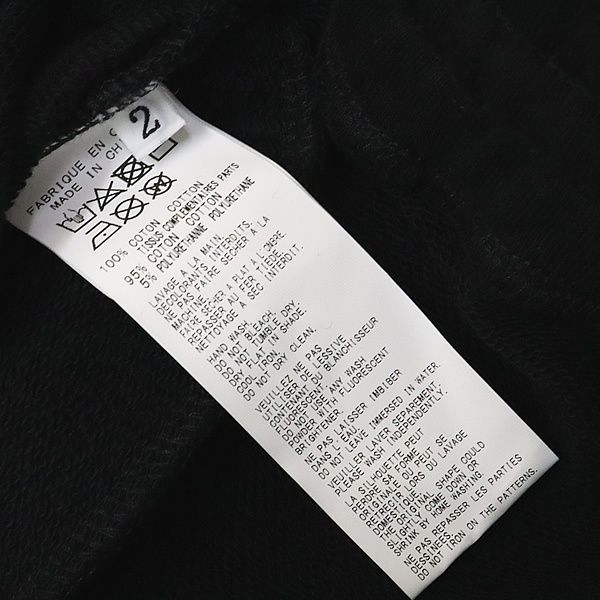 2
FABRIQUE EN C
MADE IN CHI
100% COTON COTTON
TISSUS COMPLEMENTAIRES PARTS
95% COTON COTTON
5% POLYURETHANNE POLYURETHANE
LAVAGE A LA MAIN.
DECOLORANTS INTERDITS.
NE PAS FAIRE SECHER A LA
MACHINE.
FAIRE SECHER A PLAT A L'OMBRE.
REPASSER AU FER TIEDE.
NETTOYAGE A SEC INTERDIT.
HAND WASH.
DO NOT BLEACH.
DO NOT TUMBLE DRY.
DRY FLAT IN SHADE.
COOL IRON.
DO NOT DRY CLEAN.
VEUILLEZ NE PAS
UTILISER DE LESSIVE
CONTENANT DU BLANCHISSEUR
FLUORESCENT
DO NOT USE ANY WASH
POWDER WITH FLUORESCENT
BRIGHTENER.
NE PAS LAISSER IMBIBER
DANS L'EAU
DO NOT LEAVE IMMERSED IN WATER.
VEUILLER LAVER SEPAREMENT.
PLEASE WASH INDEPENDENTLY.
LA SILHOUETTE PEUT
PERDRE SA FORME
ORIGINALE OU PEUT SE
RETRECIR LORS DU LAVAGE
DOMESTIQUE
THE ORIGINAL SHAPE COULD
SLIGHTLY COME DOWN OR
SHRINK BY HOME WASHING.
NE PAS REPASSER LES PARTIES
DESSINEES.
DO NOT IRON ON THE PATTERNS.